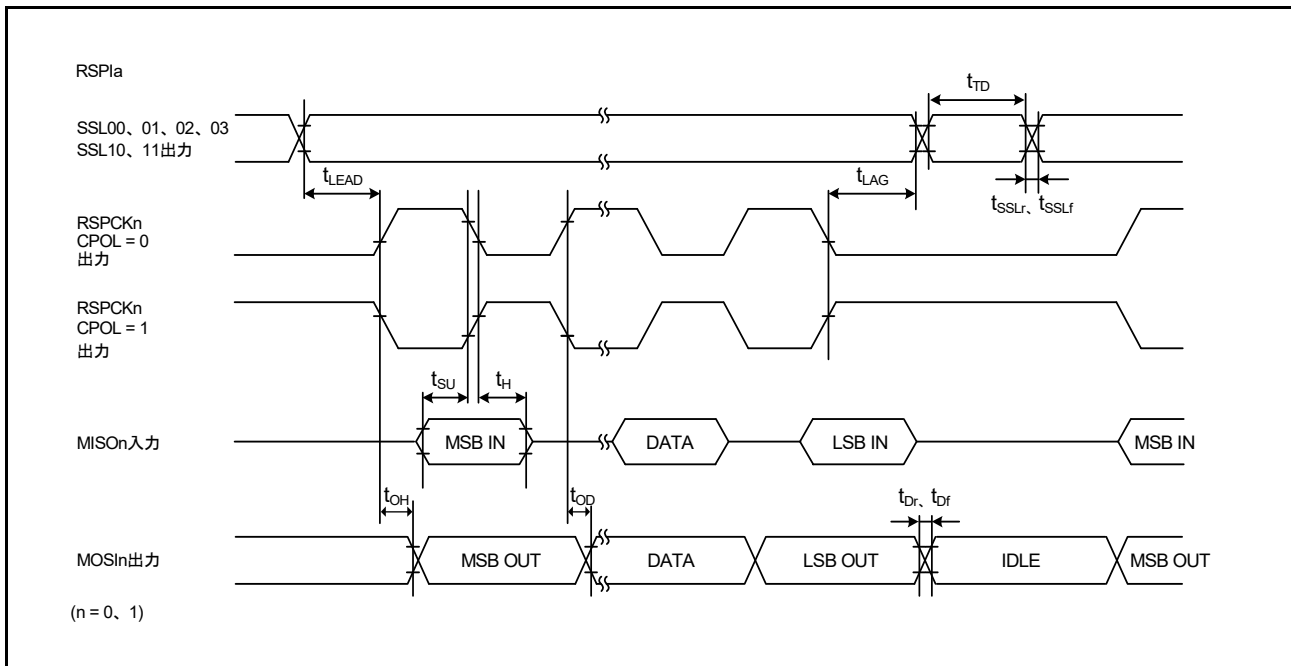 RSPIa
tTD
SSL00、01、02、03
SSL10、11出力
tLEAD
tLAG
tSSLr、tSSLf
RSPCKn
CPOL = 0
出力
RSPCKn
CPOL = 1
出力
tSU
tH
MISOn入力
MSB IN
DATA
LSB IN
MSB IN
tOH
tOD
tDr、tDf
MOSIn出力
MSB OUT
DATA
LSB OUT
IDLE
MSB OUT
(n = 0、1)